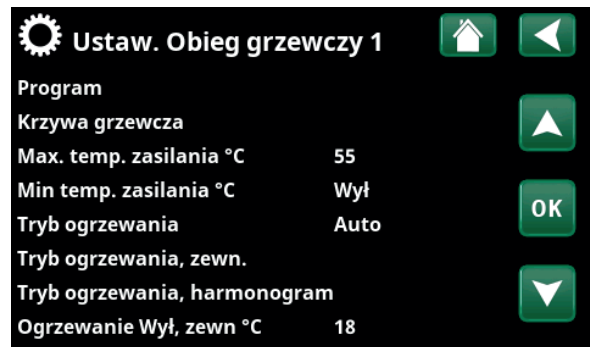 Ustaw. Obieg grzewczy 1
Program
Krzywa grzewcza
Max. temp. zasilania °C 55
Min temp. zasilania °C Wył
Tryb ogrzewania Auto
OK
Tryb ogrzewania, zewn.
Tryb ogrzewania, harmonogram
Ogrzewanie Wył, zewn °C 18